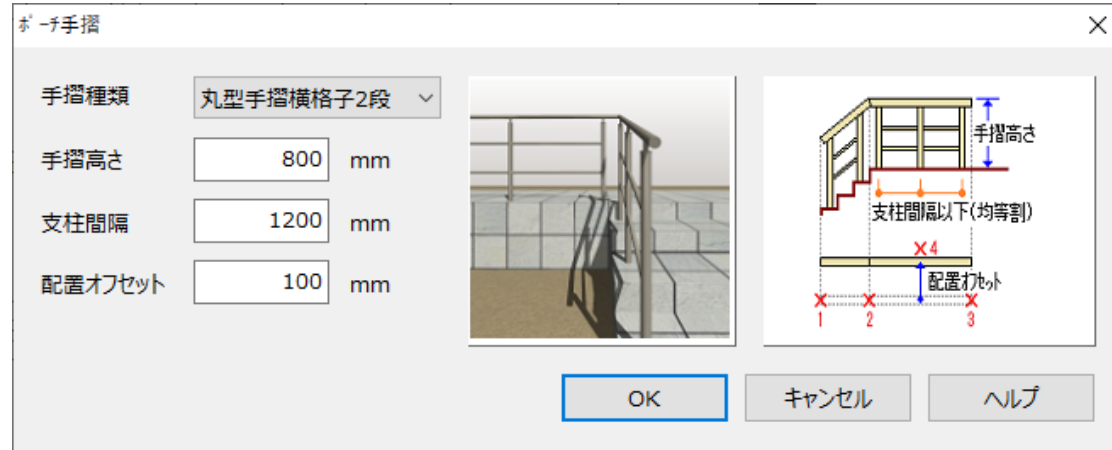 ﾎﾟｰﾁ手摺
手摺種類 丸型手摺横格子2段
手摺高さ 800 mm
支柱間隔 1200 mm
配置オフセット 100 mm
手摺高さ
支柱間隔以下(均等割)
4
配置ｵﾌｾｯﾄ
1 2 3
OK キャンセル ヘルプ